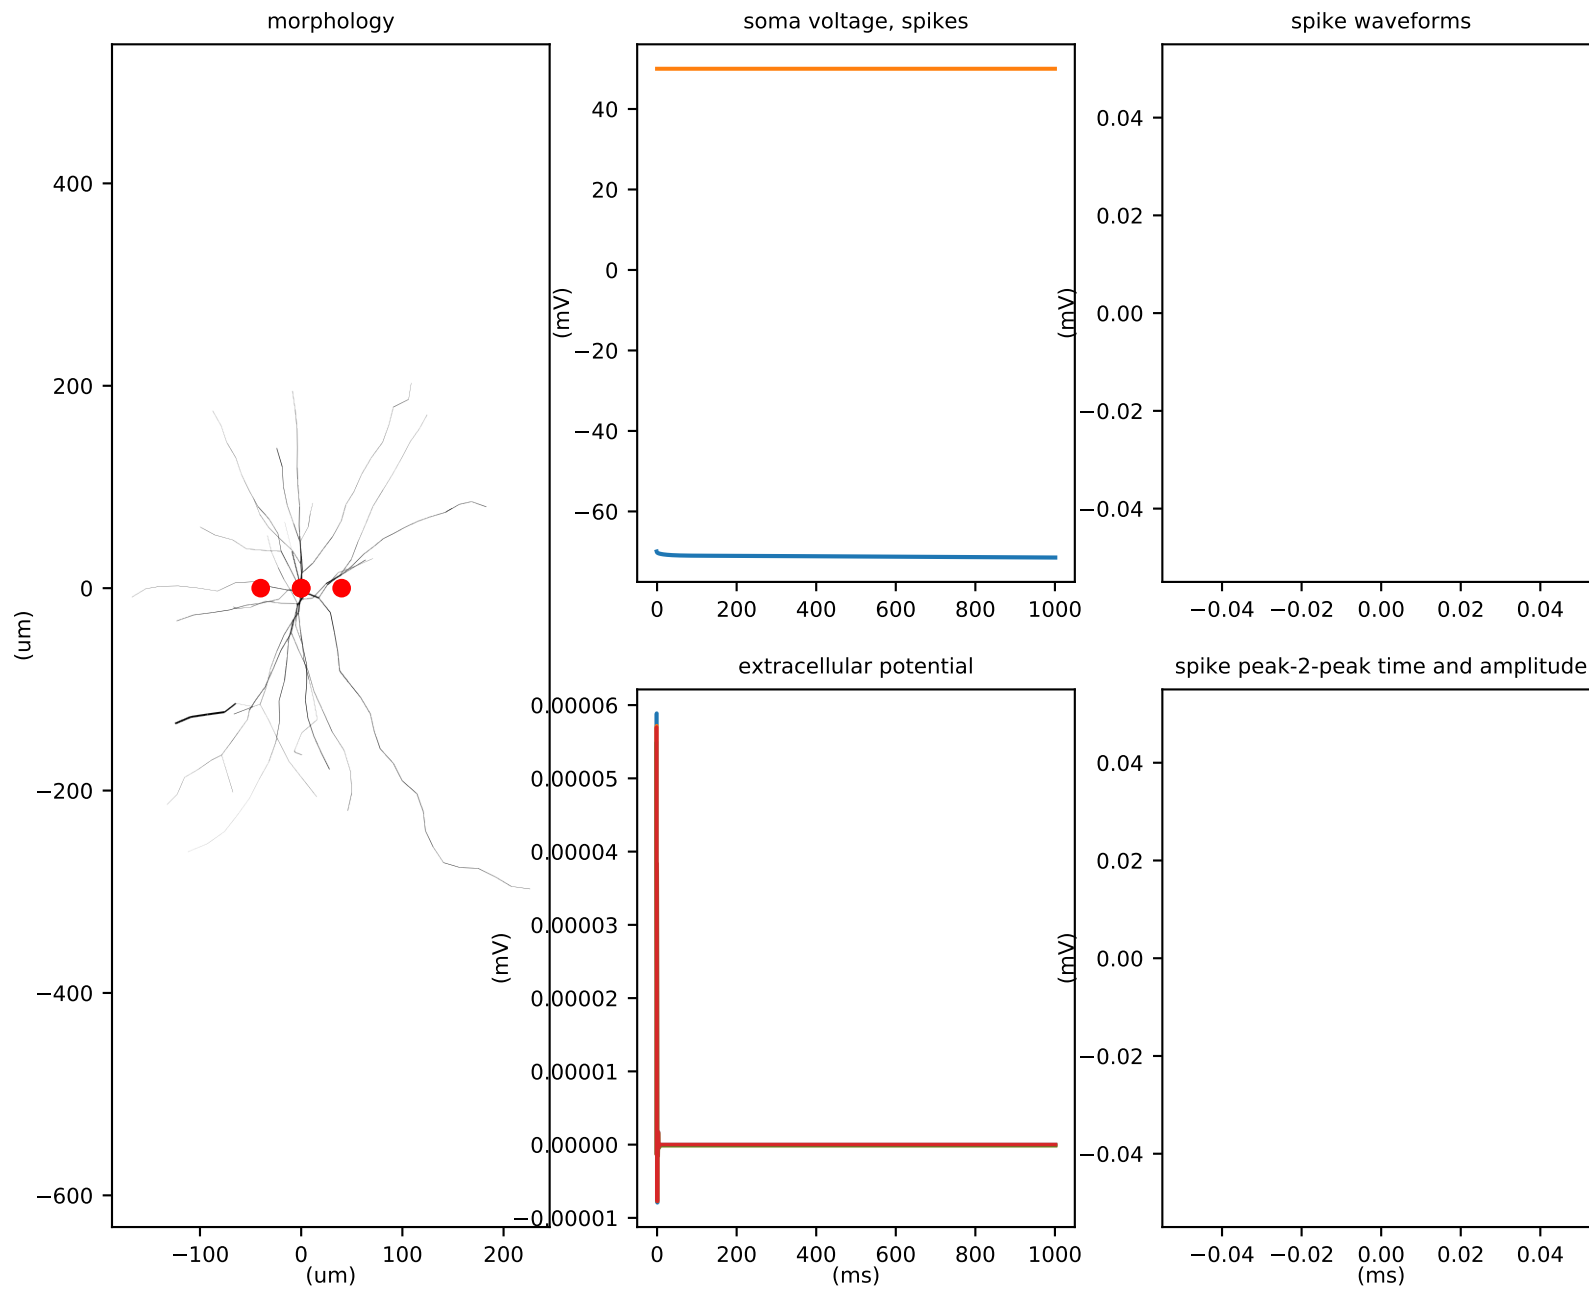 morphology
400
200
0
−200
−400
−600
(um)
−100 0 100 200
(um)
soma voltage, spikes
40
20
0
−20
−40
−60
(mV)
0 200 400 600 800 1000
spike waveforms
0.04
0.02
0.00
−0.02
−0.04
(mV)
−0.04 −0.02 0.00 0.02 0.04
extracellular potential
0.00006
0.00005
0.00004
0.00003
0.00002
0.00001
0.00000
−0.00001
(mV)
0 200 400 600 800 1000
(ms)
spike peak-2-peak time and amplitude
0.04
0.02
0.00
−0.02
−0.04
(mV)
−0.04 −0.02 0.00 0.02 0.04
(ms)